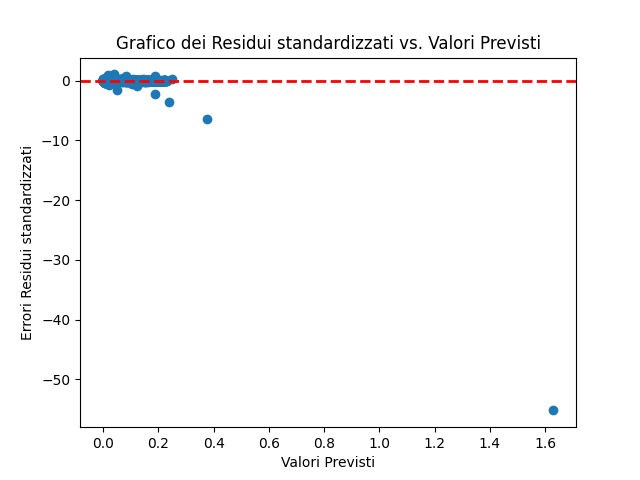 Grafico dei Residui standardizzati vs. Valori Previsti
Errori Residui standardizzati
0
−10
−20
−30
−40
−50
0.0 0.2 0.4 0.6 0.8 1.0 1.2 1.4 1.6
Valori Previsti